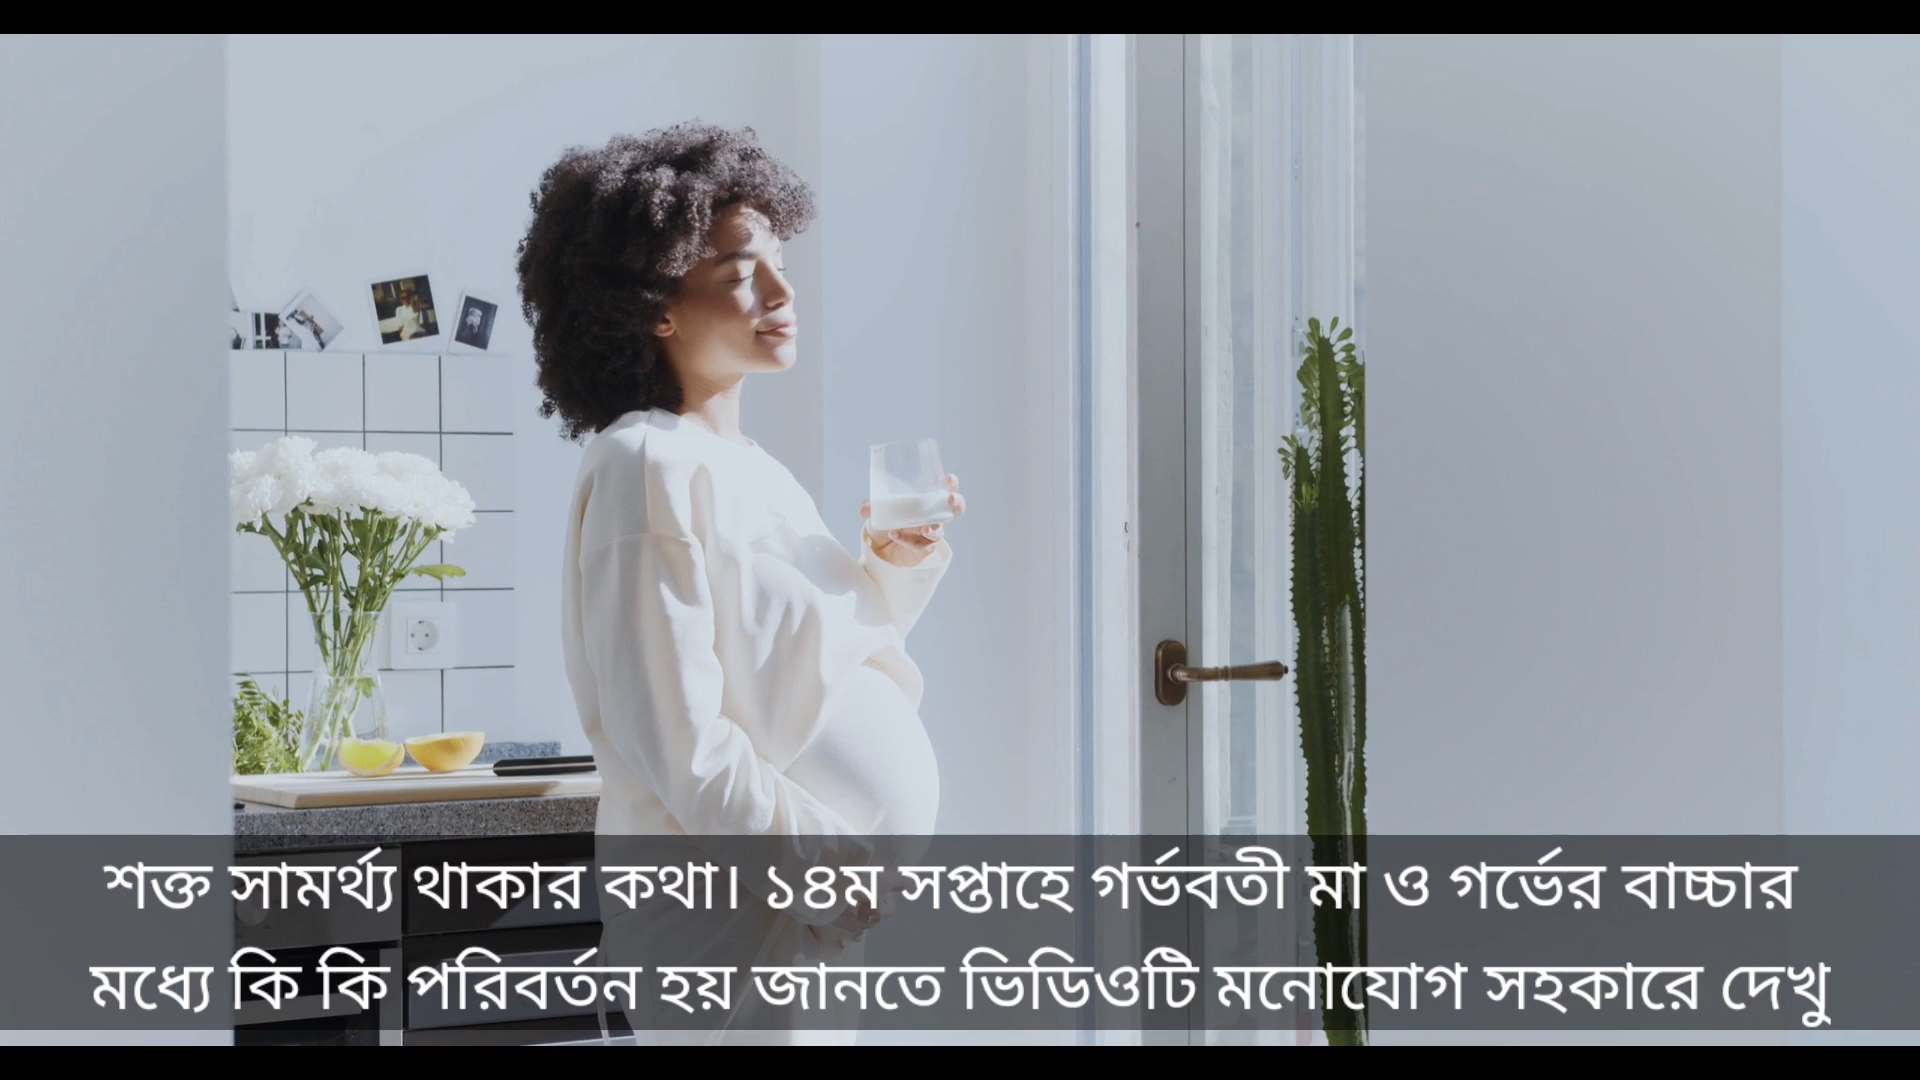 শক্ত সামর্থ্য থাকার কথা। ১৪ম সপ্তাহে গর্ভবতী মা ও গর্ভের বাচ্চার
মধ্যে কি কি পরিবর্তন হয় জানতে ভিডিওটি মনোযোগ সহকারে দেখু